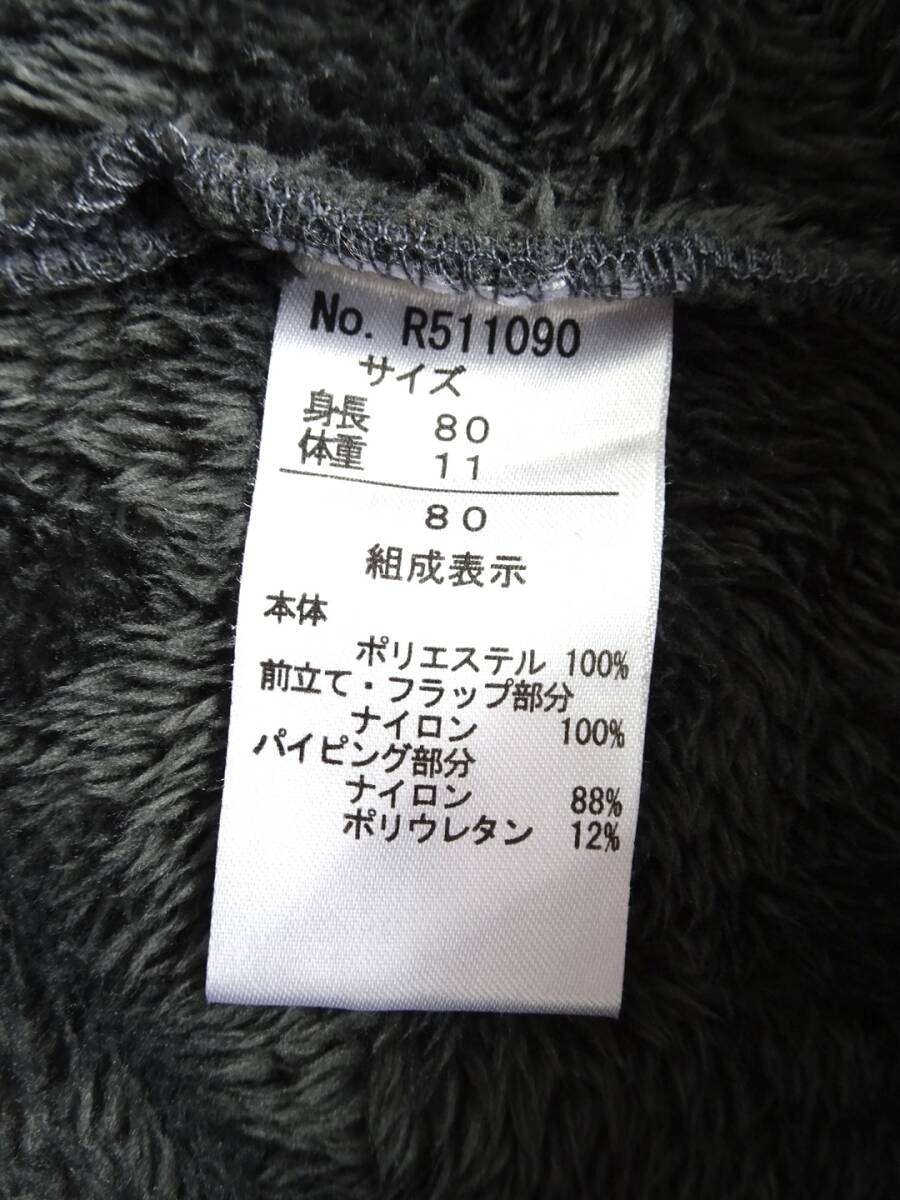 No. R511090
サイズ
身長 80
体重 11
80
組成表示
本体
ポリエステル 100%
前立て・フラップ部分
ナイロン 100%
パイピング部分
ナイロン 88%
ポリウレタン 12%